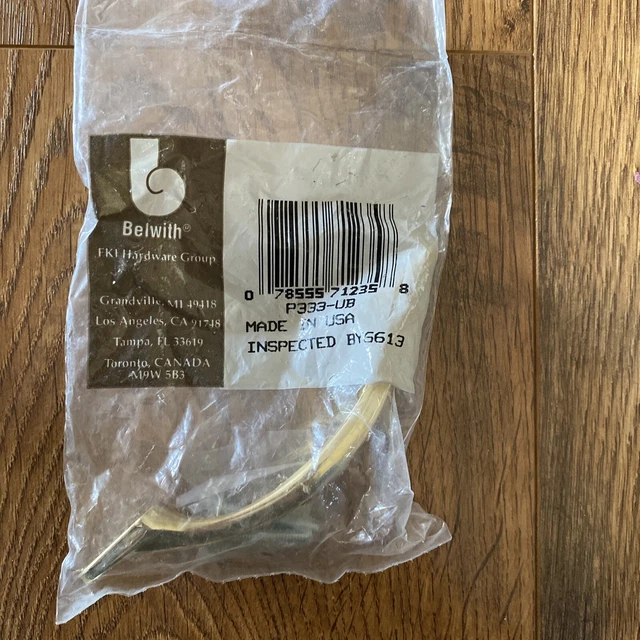 Belwith®
FKI Hardware Group
Grandville, MI 49418
Los Angeles, CA 91748
Tampa, FL 33619
Toronto, CANADA
M9W 5B3
0 78555 71235 8
P333-UB
MADE IN USA
INSPECTED BY5613